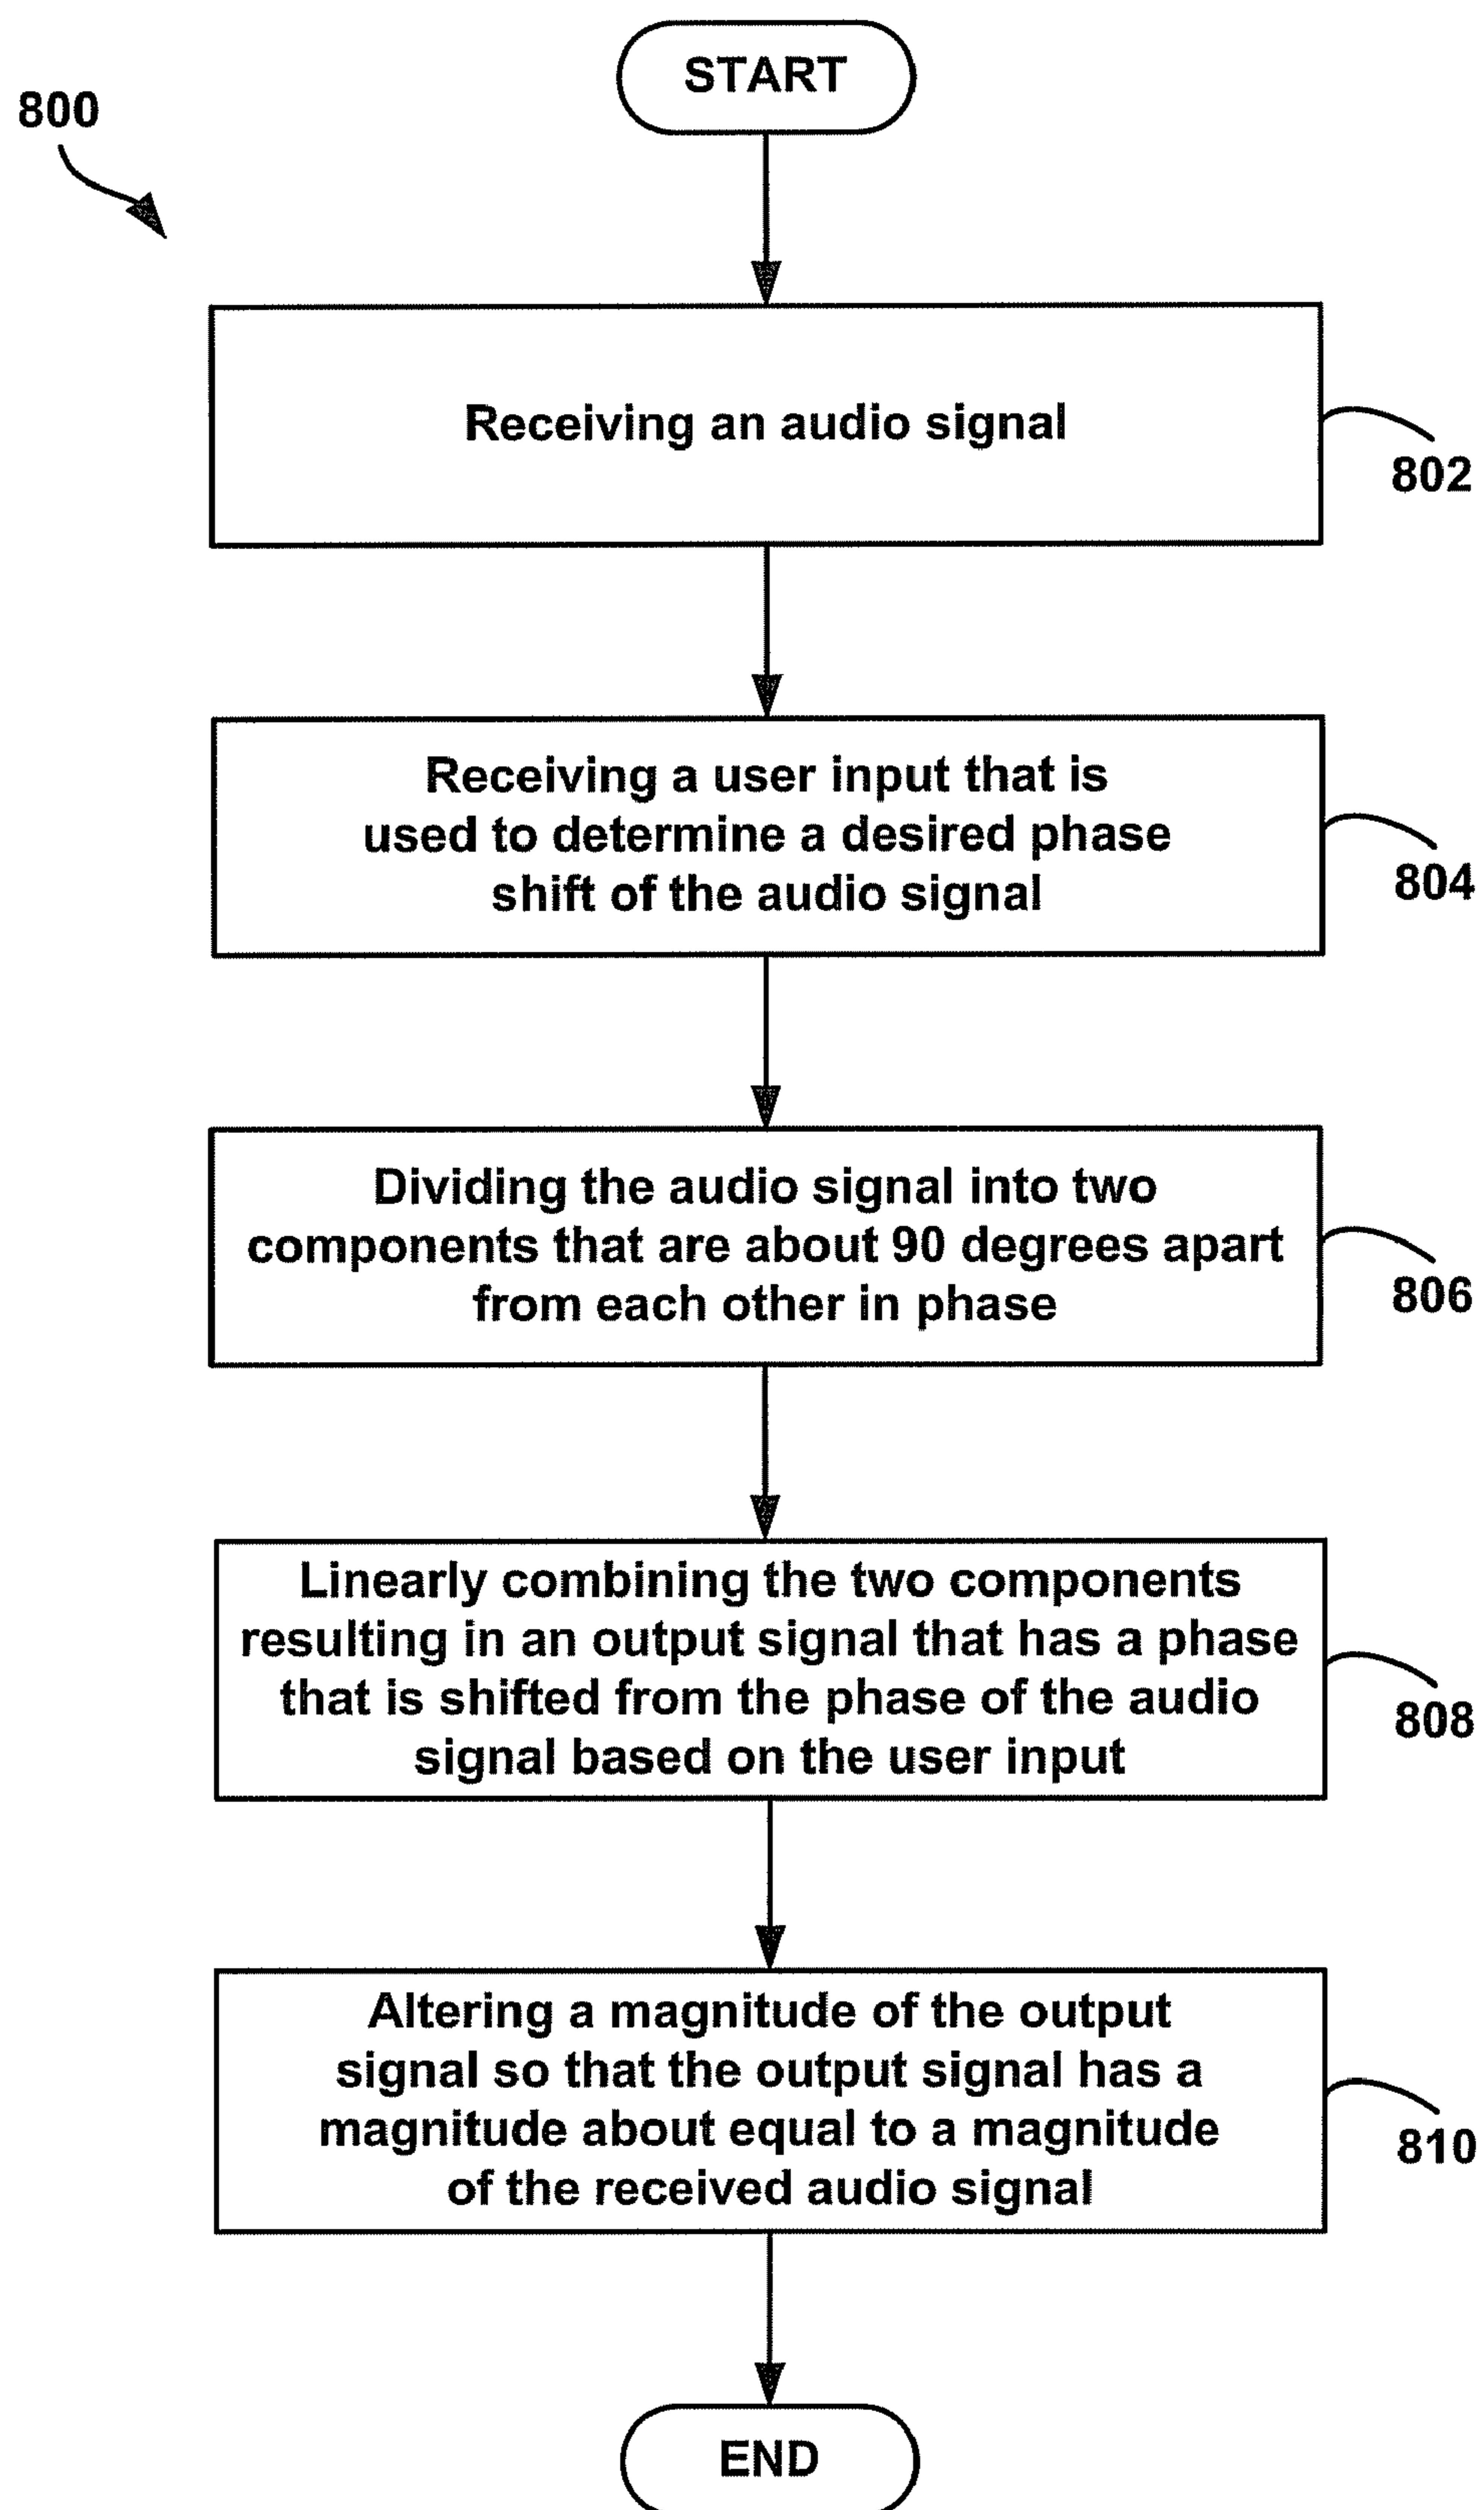 START
800
Receiving an audio signal
802
Receiving a user input that is
used to determine a desired phase
shift of the audio signal
804
Dividing the audio signal into two
components that are about 90 degrees apart
from each other in phase
806
Linearly combining the two components
resulting in an output signal that has a phase
that is shifted from the phase of the audio
signal based on the user input
808
Altering a magnitude of the output
signal so that the output signal has a
magnitude about equal to a magnitude
of the received audio signal
810
END